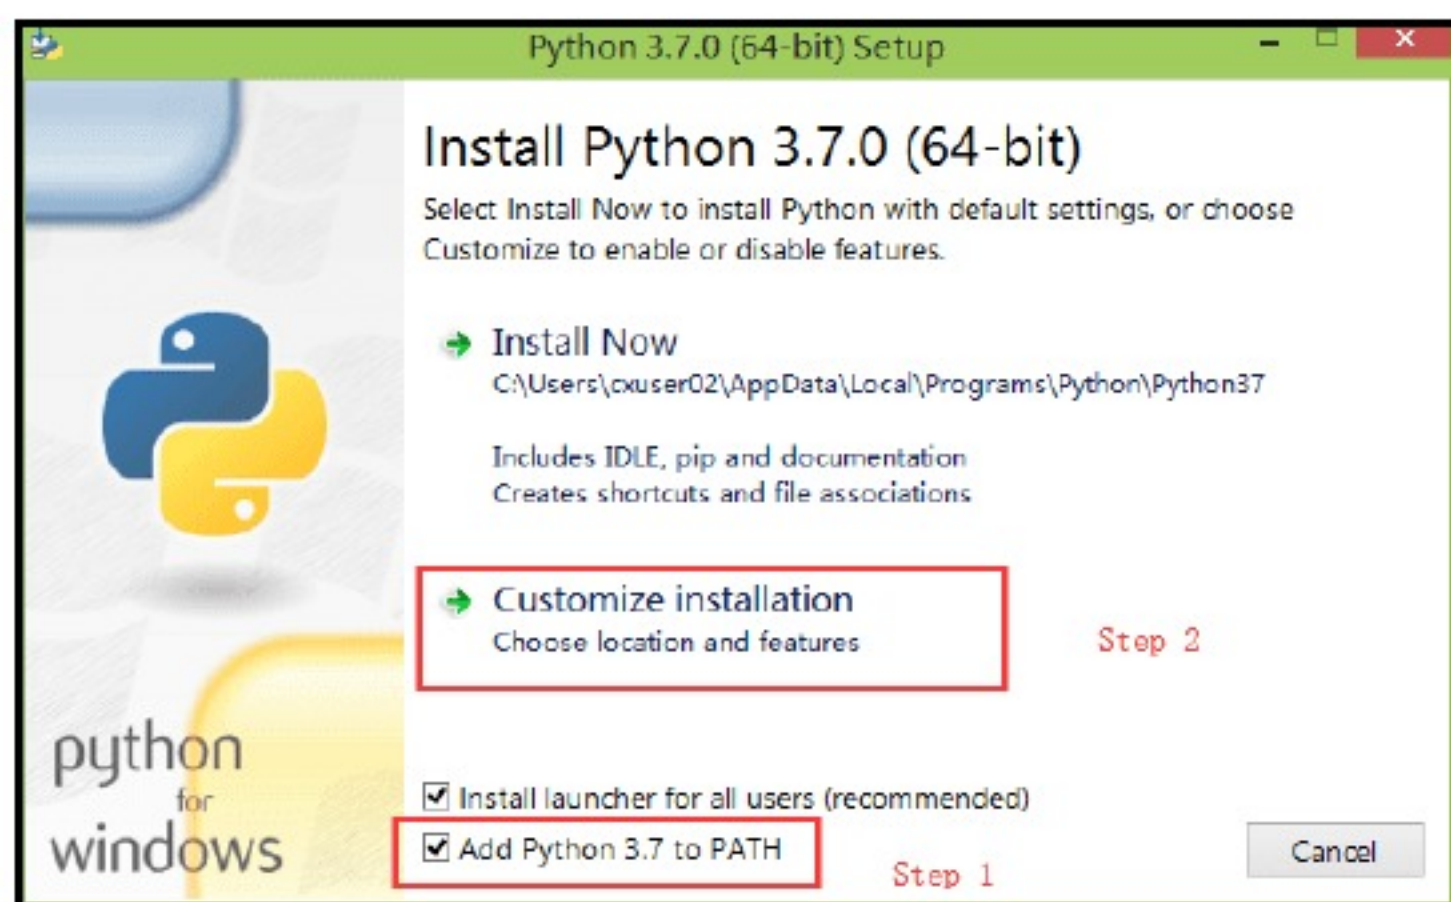 Python 3.7.0 (64-bit) Setup
Install Python 3.7.0 (64-bit)
Select Install Now to install Python with default settings, or choose
Customize to enable or disable features.
Install Now
C:\Users\cxuser02\AppData\Local\Programs\Python\Python37
Includes IDLE, pip and documentation
Creates shortcuts and file associations
Customize installation
Choose location and features
Step 2
python
for
windows
Install launcher for all users (recommended)
Add Python 3.7 to PATH
Step 1
Cancel